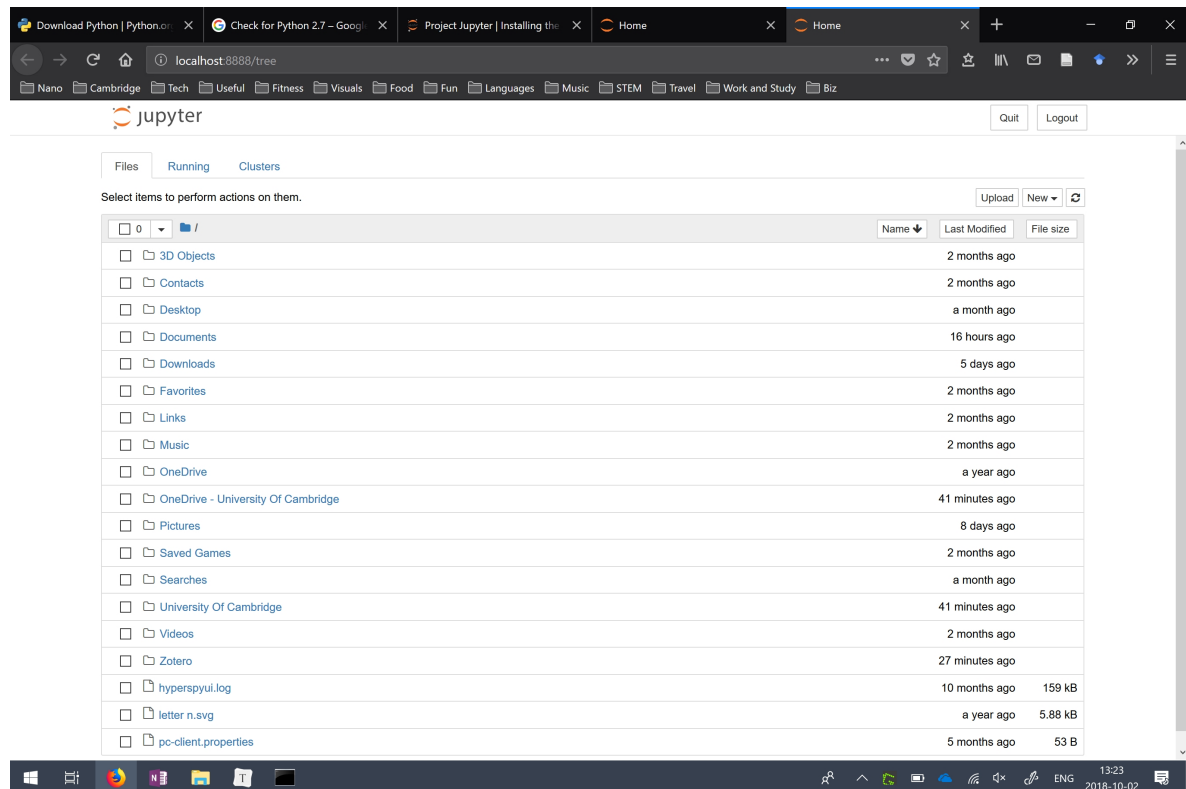 Download Python | Python.or
Check for Python 2.7 – Googl
Project Jupyter | Installing the
Home
Home
localhost:8888/tree
Nano Cambridge Tech Useful Fitness Visuals Food Fun Languages Music STEM Travel Work and Study Biz
jupyter
Quit Logout
Files Running Clusters
Select items to perform actions on them.
Upload New
0 / Name Last Modified File size
3D Objects 2 months ago
Contacts 2 months ago
Desktop a month ago
Documents 16 hours ago
Downloads 5 days ago
Favorites 2 months ago
Links 2 months ago
Music 2 months ago
OneDrive a year ago
OneDrive - University Of Cambridge 41 minutes ago
Pictures 8 days ago
Saved Games 2 months ago
Searches a month ago
University Of Cambridge 41 minutes ago
Videos 2 months ago
Zotero 27 minutes ago
hyperspyui.log 10 months ago 159 kB
letter n.svg a year ago 5.88 kB
pc-client.properties 5 months ago 53 B
N
T
ENG
13:23
2018-10-02